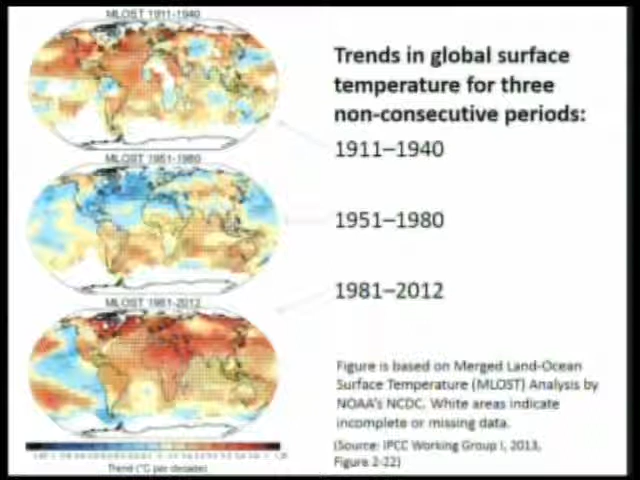 MLOST 1911-1940
MLOST 1951-1980
MLOST 1981-2012
Trend (°C per decade)
Trends in global surface
temperature for three
non-consecutive periods:
1911–1940
1951–1980
1981–2012
Figure is based on Merged Land-Ocean
Surface Temperature (MLOST) Analysis by
NOAA's NCDC. White areas indicate
incomplete or missing data.
(Source: IPCC Working Group I, 2013,
Figure 2-22)